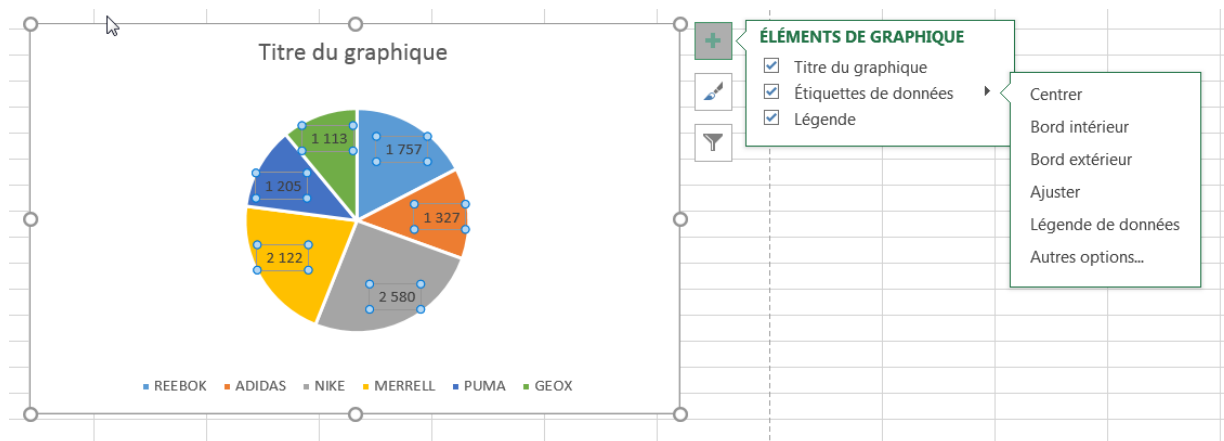 Titre du graphique
1 113
1 757
1 205
1 327
2 122
2 580
REEBOK ADIDAS NIKE MERRELL PUMA GEOX
ÉLÉMENTS DE GRAPHIQUE
Titre du graphique
Étiquettes de données
Légende
Centrer
Bord intérieur
Bord extérieur
Ajuster
Légende de données
Autres options...